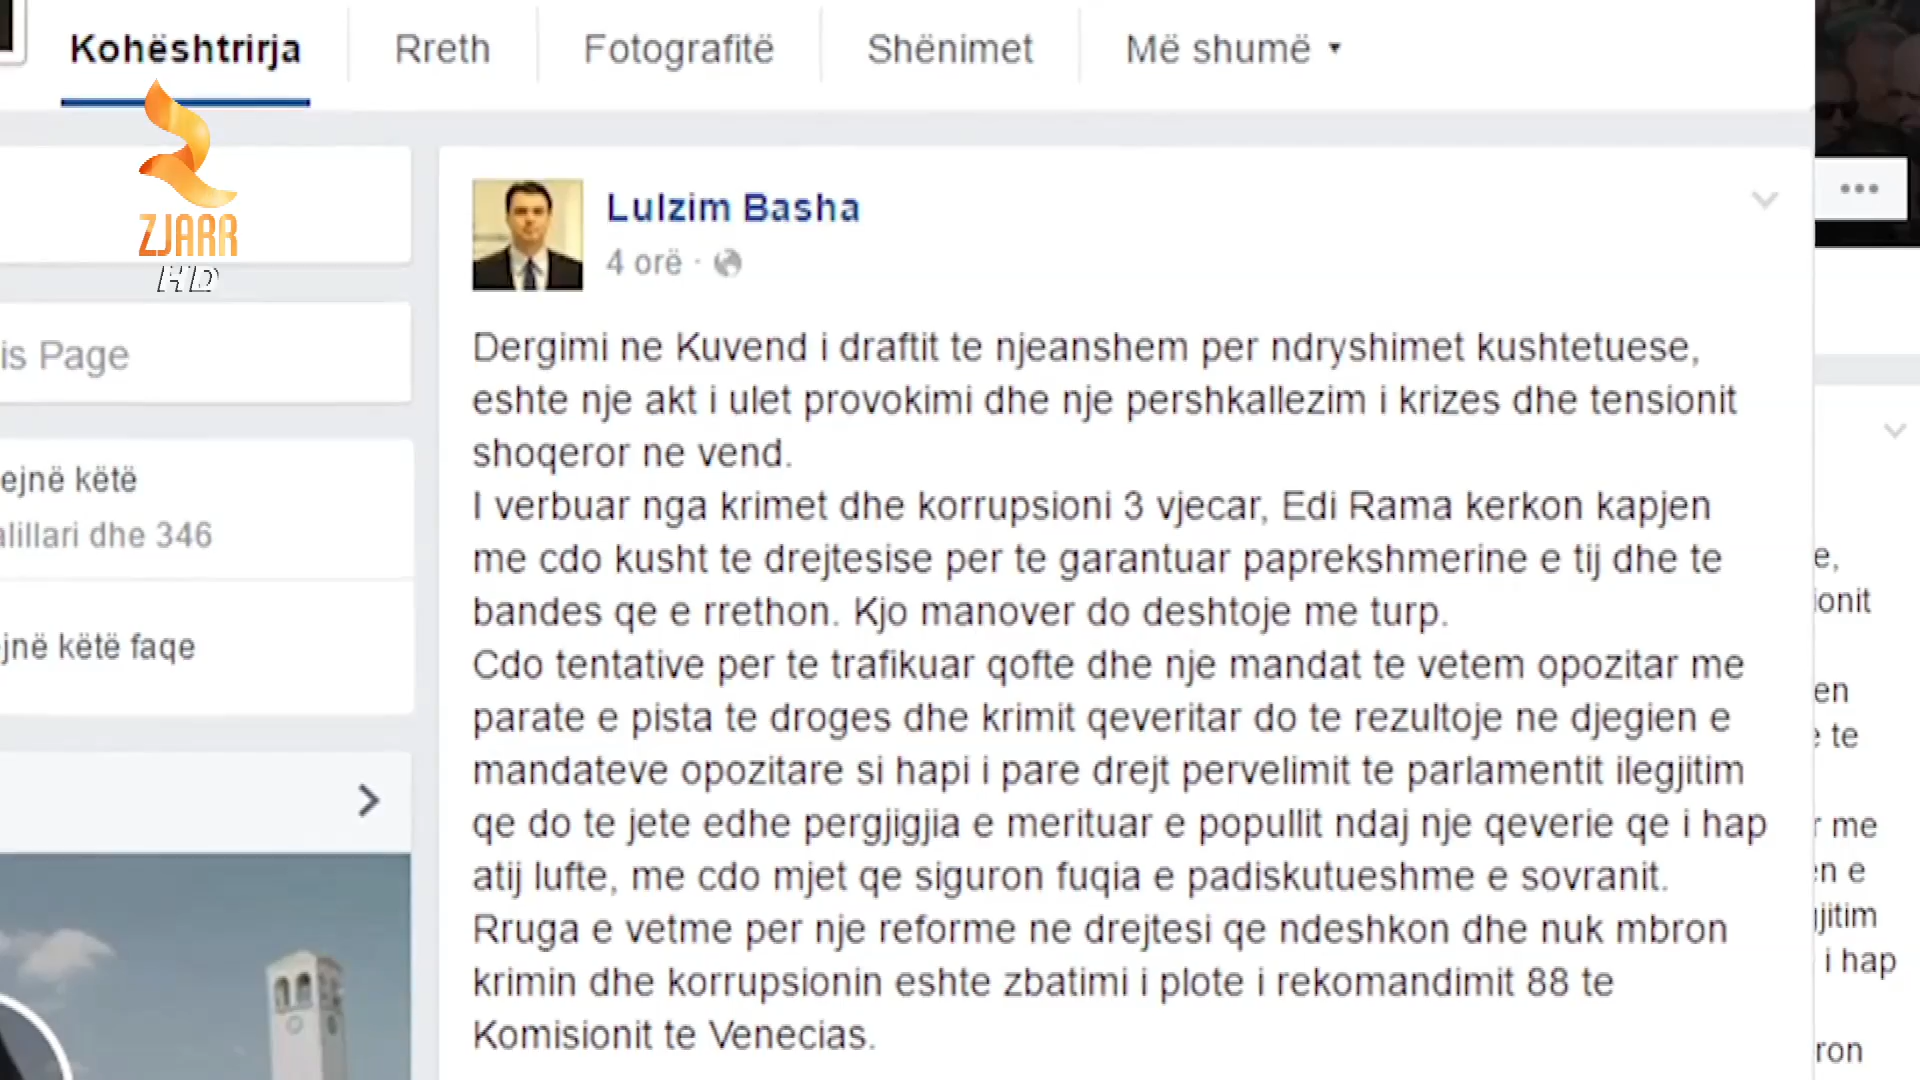 Kohështrirja
Rreth
Fotografitë
Shënimet
Më shumë
ZJARR
HD
is Page
ejnë këtë
alillari dhe 346
jnë këtë faqe
Lulzim Basha
4 orë ·
Dergimi ne Kuvend i draftit te njeanshem per ndryshimet kushtetuese,
eshte nje akt i ulet provokimi dhe nje pershkallezim i krizes dhe tensionit
shoqeror ne vend.
I verbuar nga krimet dhe korrupsioni 3 vjecar, Edi Rama kerkon kapjen
me cdo kusht te drejtesise per te garantuar paprekshmerine e tij dhe te
bandes qe e rrethon. Kjo manover do deshtoje me turp.
Cdo tentative per te trafikuar qofte dhe nje mandat te vetem opozitar me
parate e pista te droges dhe krimit qeveritar do te rezultoje ne djegien e
mandateve opozitare si hapi i pare drejt pervelimit te parlamentit ilegjitim
qe do te jete edhe pergjigjia e merituar e popullit ndaj nje qeverie qe i hap
atij lufte, me cdo mjet qe siguron fuqia e padiskutueshme e sovranit.
Rruga e vetme per nje reforme ne drejtesi qe ndeshkon dhe nuk mbron
krimin dhe korrupsionin eshte zbatimi i plote i rekomandimit 88 te
Komisionit te Venecias.
e,
ionit
en
e te
r me
en e
jitim
i hap
ron